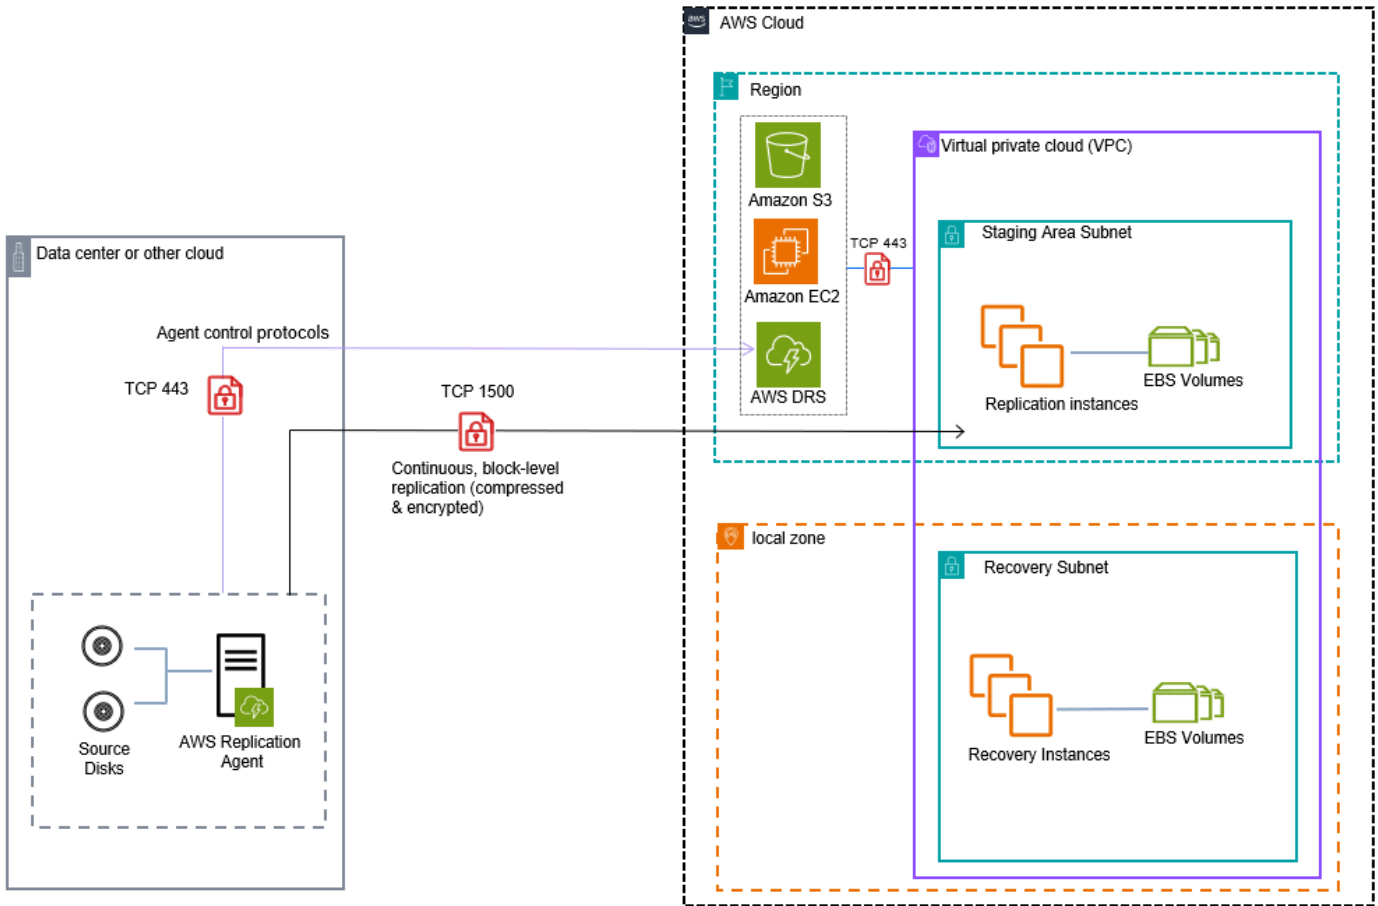 aws
AWS Cloud
Region
Amazon S3
Amazon EC2
AWS DRS
TCP 443
Virtual private cloud (VPC)
Staging Area Subnet
Replication instances
EBS Volumes
Data center or other cloud
Agent control protocols
TCP 443
TCP 1500
Continuous, block-level
replication (compressed
& encrypted)
Source
Disks
AWS Replication
Agent
local zone
Recovery Subnet
Recovery Instances
EBS Volumes